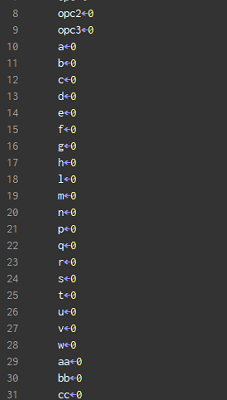 8 opc2←0
9 opc3←0
10 a←0
11 b←0
12 c←0
13 d←0
14 e←0
15 f←0
16 g←0
17 h←0
18 l←0
19 m←0
20 n←0
21 p←0
22 q←0
23 r←0
24 s←0
25 t←0
26 u←0
27 v←0
28 w←0
29 aa←0
30 bb←0
31 cc←0